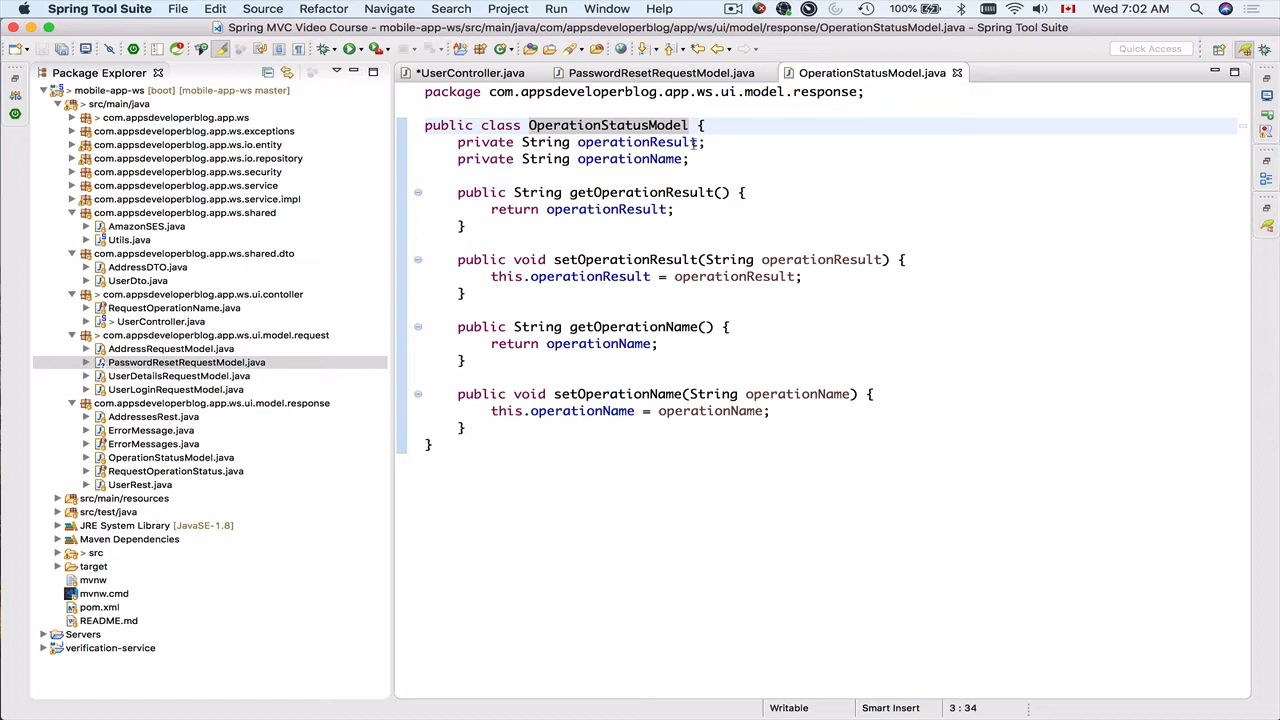 Spring Tool Suite File Edit Source Refactor Navigate Search Project Run Window Help 100% Wed 7:02 AM
Spring MVC Video Course - mobile-app-ws/src/main/java/com/appsdeveloperblog/app/ws/ui/model/response/OperationStatusModel.java - Spring Tool Suite
Quick Access
Package Explorer
*UserController.java PasswordResetRequestModel.java OperationStatusModel.java
mobile-app-ws [boot] [mobile-app-ws master]
src/main/java
> com.appsdeveloperblog.app.ws
com.appsdeveloperblog.app.ws.exceptions
com.appsdeveloperblog.app.ws.io.entity
com.appsdeveloperblog.app.ws.io.repository
com.appsdeveloperblog.app.ws.security
com.appsdeveloperblog.app.ws.service
com.appsdeveloperblog.app.ws.service.impl
com.appsdeveloperblog.app.ws.shared
AmazonSES.java
Utils.java
com.appsdeveloperblog.app.ws.shared.dto
AddressDTO.java
UserDto.java
> com.appsdeveloperblog.app.ws.ui.contoller
RequestOperationName.java
> UserController.java
> com.appsdeveloperblog.app.ws.ui.model.request
AddressRequestModel.java
PasswordResetRequestModel.java
UserDetailsRequestModel.java
UserLoginRequestModel.java
com.appsdeveloperblog.app.ws.ui.model.response
AddressesRest.java
ErrorMessage.java
ErrorMessages.java
OperationStatusModel.java
RequestOperationStatus.java
UserRest.java
src/main/resources
src/test/java
JRE System Library [JavaSE-1.8]
Maven Dependencies
> src
target
mvnw
mvnw.cmd
pom.xml
README.md
Servers
verification-service
package com.appsdeveloperblog.app.ws.ui.model.response;
public class OperationStatusModel {
private String operationResult;
private String operationName;
public String getOperationResult() {
return operationResult;
}
public void setOperationResult(String operationResult) {
this.operationResult = operationResult;
}
public String getOperationName() {
return operationName;
}
public void setOperationName(String operationName) {
this.operationName = operationName;
}
}
Writable Smart Insert 3 : 34